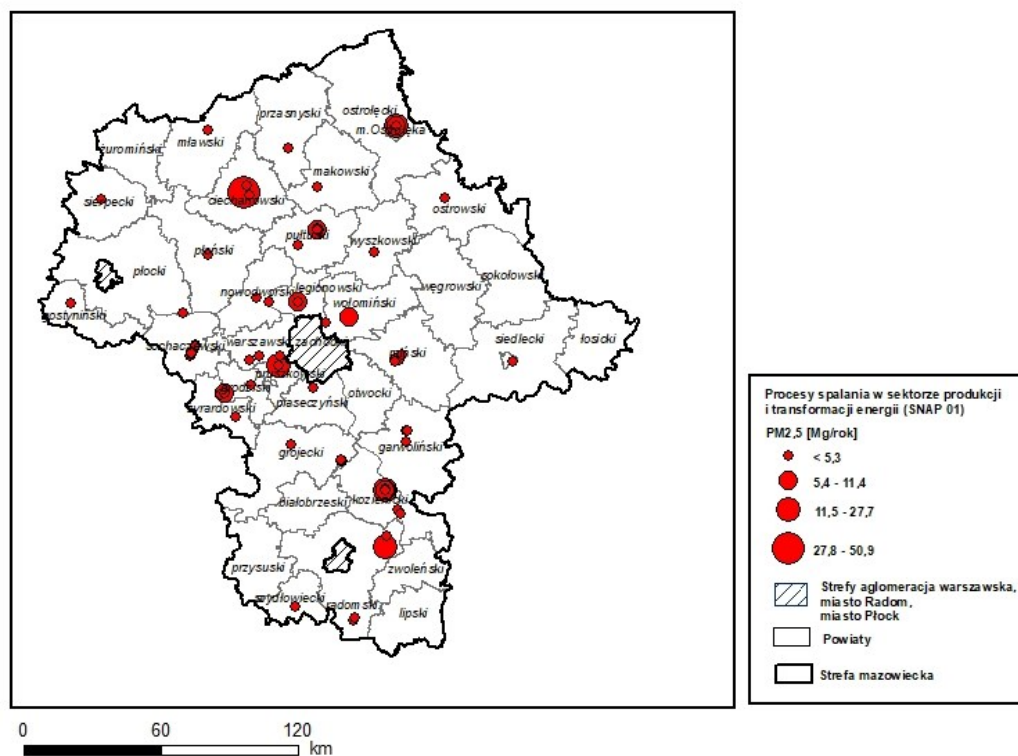 ostrołęcki
przasnyski
m.Ostrołęka
mławski
żuromiński
makowski
sierpecki
ciechanowski
ostrowski
pułtuski
wyszkowski
płoński
płocki
sokołowski
węgrowski
nowodworski
legionowski
wołomiński
gostyniński
sochaczewski
warszawski zachodni
siedlecki
łosicki
miński
pruszkowski
grodziski
otwocki
piaseczyński
żyrardowski
garwoliński
grójecki
kozienicki
białobrzeski
przysuski
zwoleński
szydłowiecki
radomski
lipski
Procesy spalania w sektorze produkcji
i transformacji energii (SNAP 01)
PM2,5 [Mg/rok]
< 5,3
5,4 - 11,4
11,5 - 27,7
27,8 - 50,9
Strefy aglomeracja warszawska,
miasto Radom,
miasto Płock
Powiaty
Strefa mazowiecka
0 60 120
km